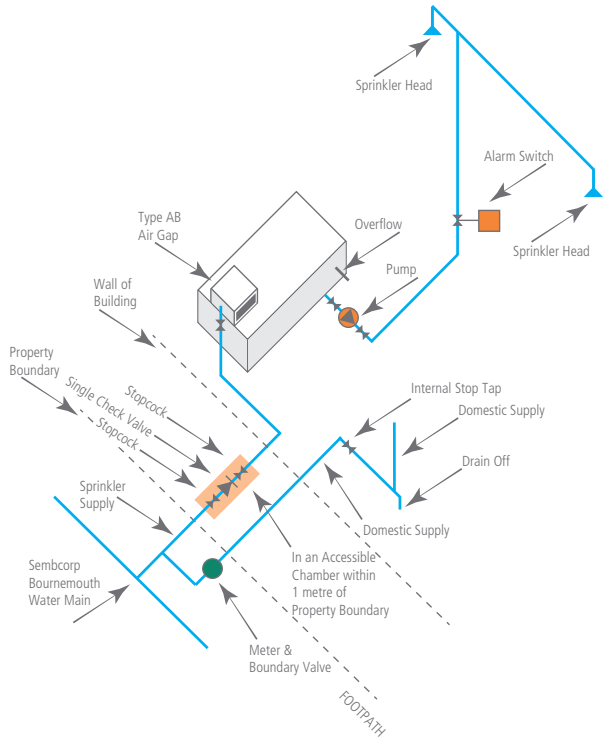 Sprinkler Head
Alarm Switch
Sprinkler Head
Type AB
Air Gap
Overflow
Pump
Wall of
Building
Property
Boundary
Stopcock
Single Check Valve
Stopcock
Internal Stop Tap
Domestic Supply
Drain Off
Sprinkler
Supply
Domestic Supply
In an Accessible
Chamber within
1 metre of
Property Boundary
Sembcorp
Bournemouth
Water Main
Meter &
Boundary Valve
FOOTPATH